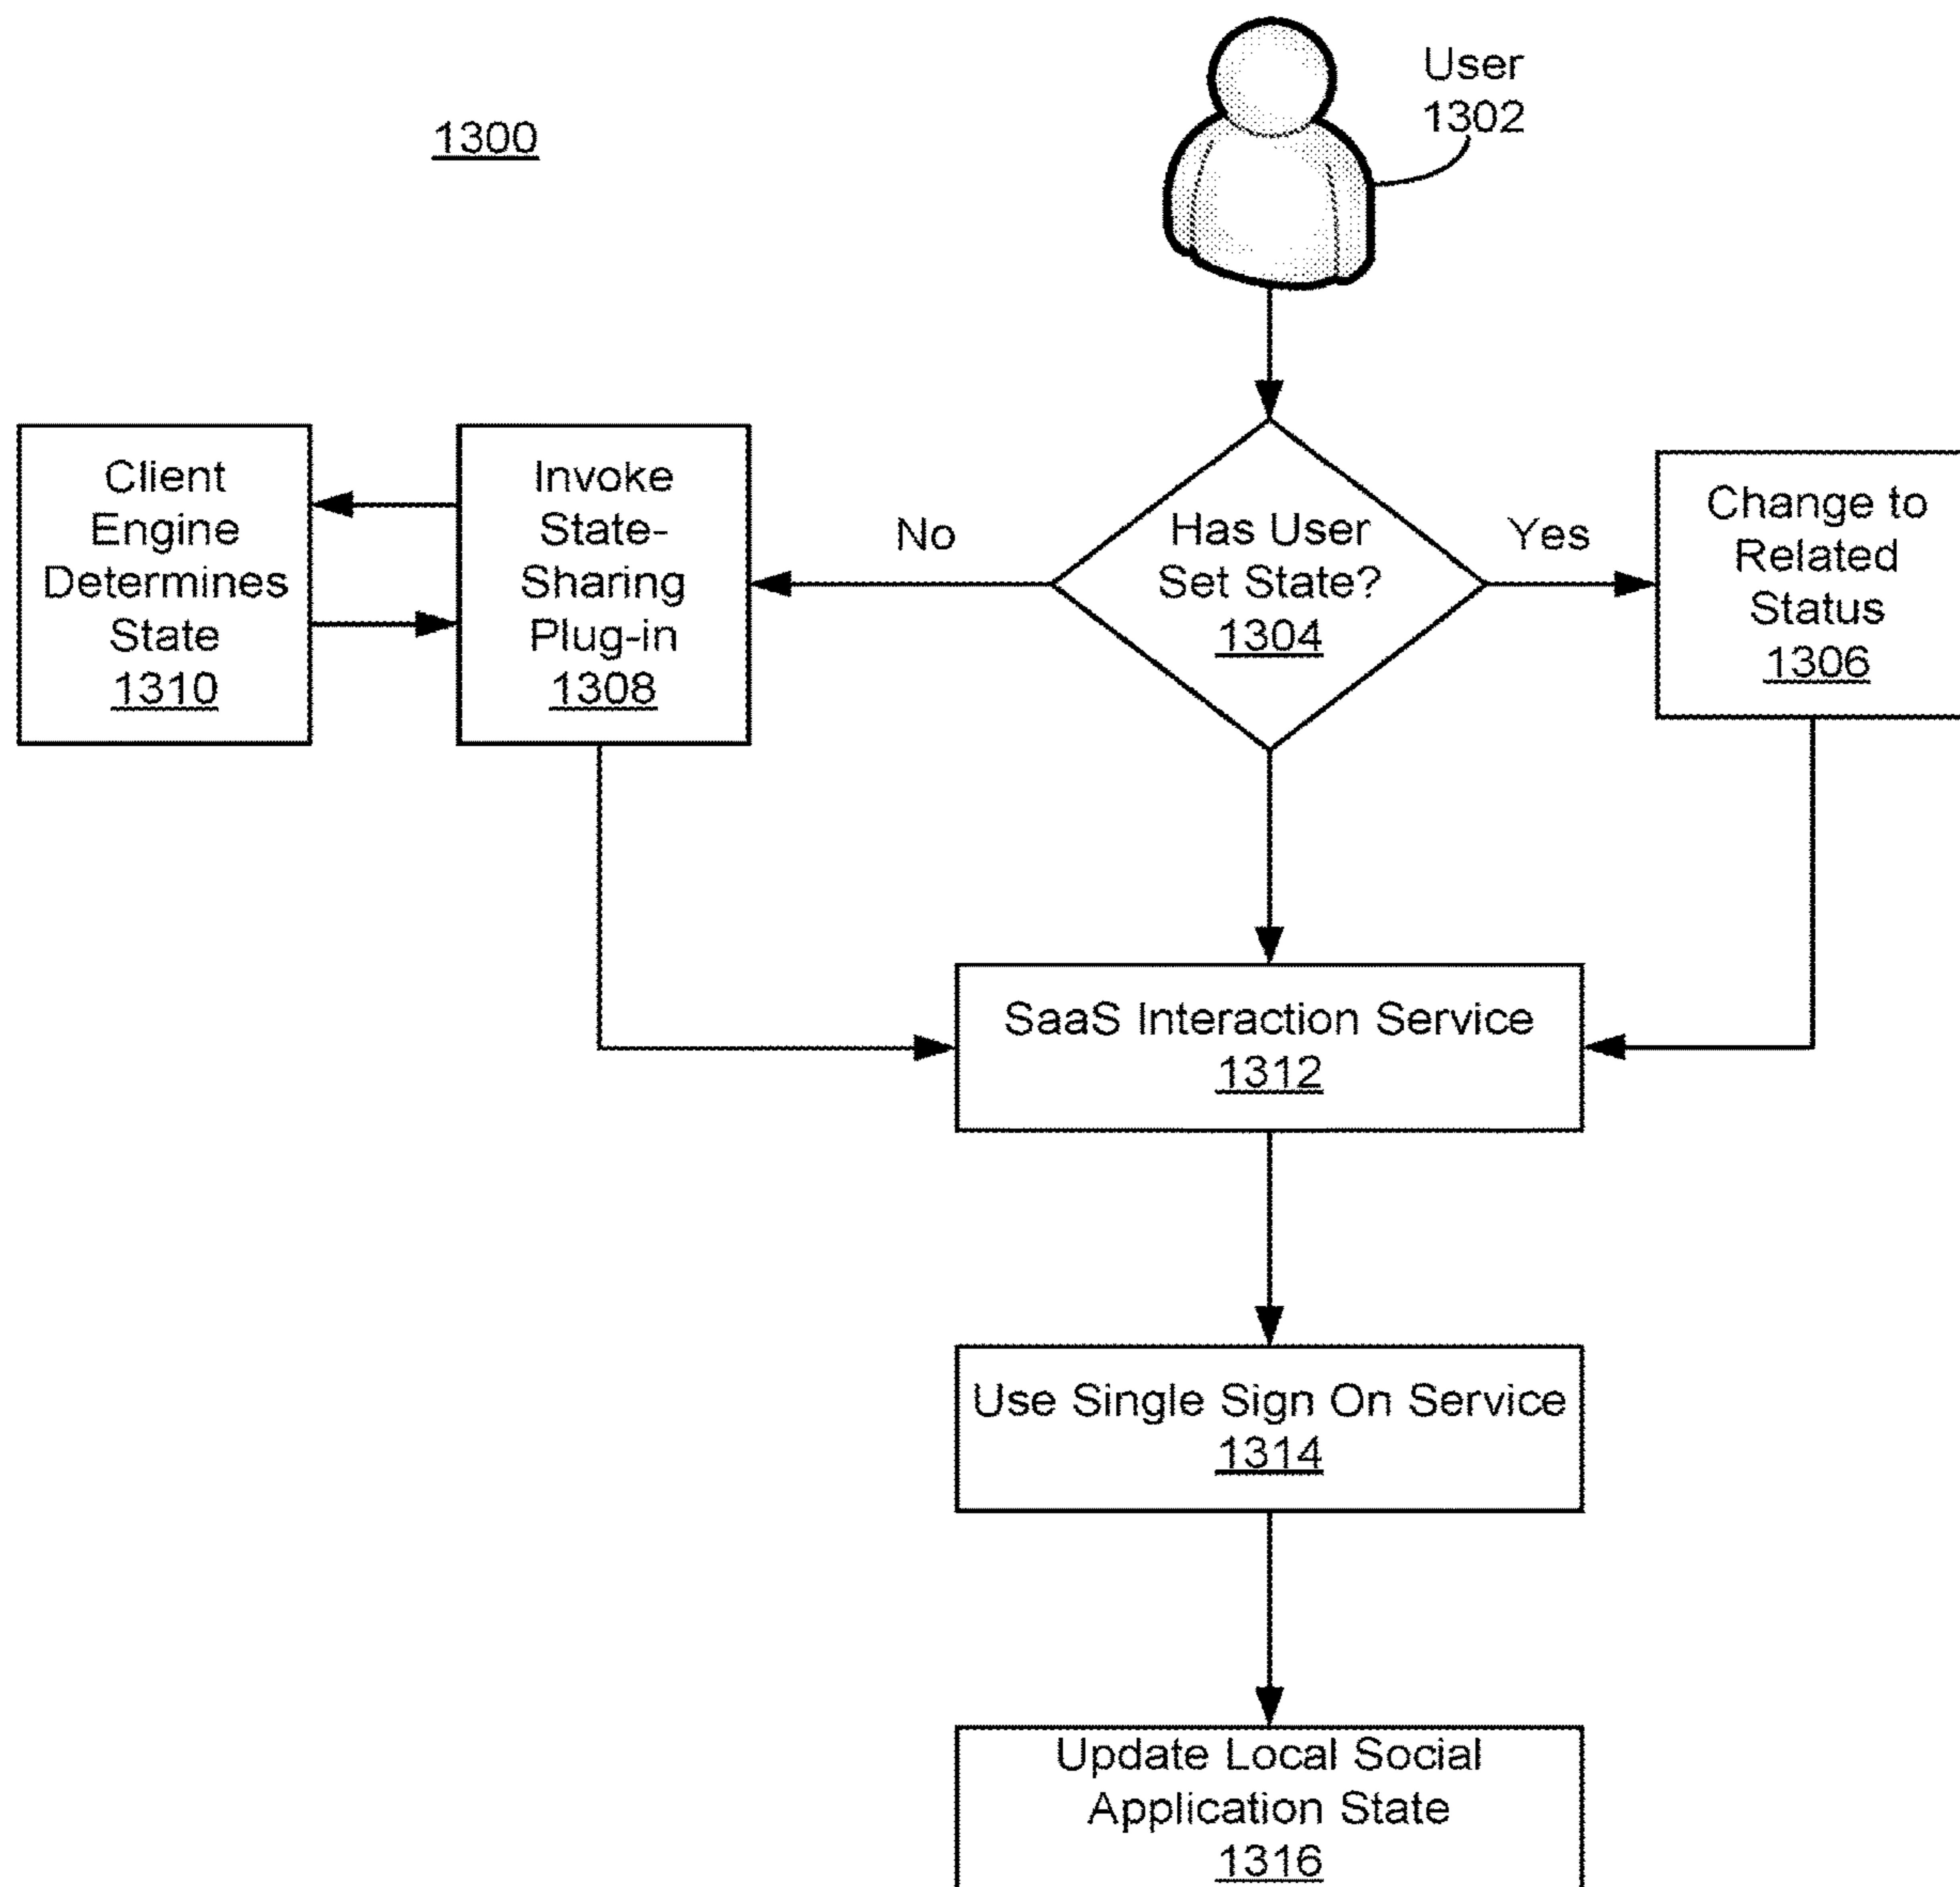 1300
User
1302
Client
Engine
Determines
State
1310
Invoke
State-
Sharing
Plug-in
1308
No
Has User
Set State?
1304
Yes
Change to
Related
Status
1306
SaaS Interaction Service
1312
Use Single Sign On Service
1314
Update Local Social
Application State
1316